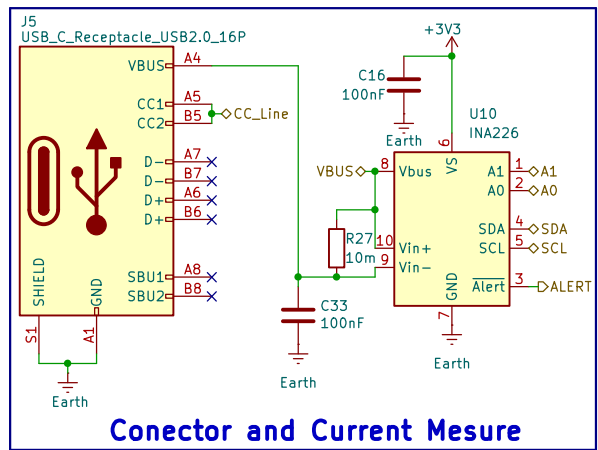 J5
USB_C_Receptacle_USB2.0_16P
VBUS A4
CC1 A5
CC2 B5
CC_Line
D- A7
D- B7
D+ A6
D+ B6
SBU1 A8
SBU2 B8
SHIELD
GND
S1
A1
Earth
+3V3
C16
100nF
Earth
U10
INA226
6
VS
VBUS 8 Vbus
A1 1 A1
A0 2 A0
SDA 4 SDA
SCL 5 SCL
R27
10m
10 Vin+
9 Vin-
Alert 3 ALERT
GND
7
Earth
C33
100nF
Earth
Conector and Current Mesure